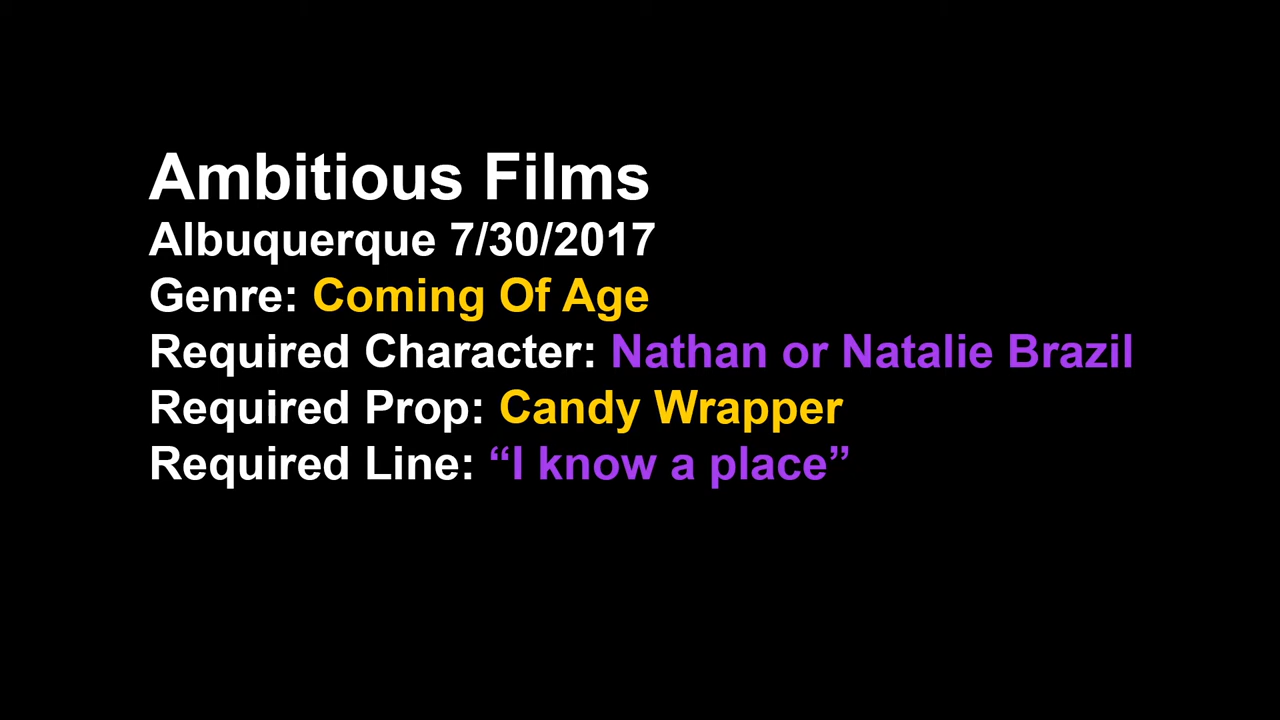 Ambitious Films
Albuquerque 7/30/2017
Genre: Coming Of Age
Required Character: Nathan or Natalie Brazil
Required Prop: Candy Wrapper
Required Line: “I know a place”